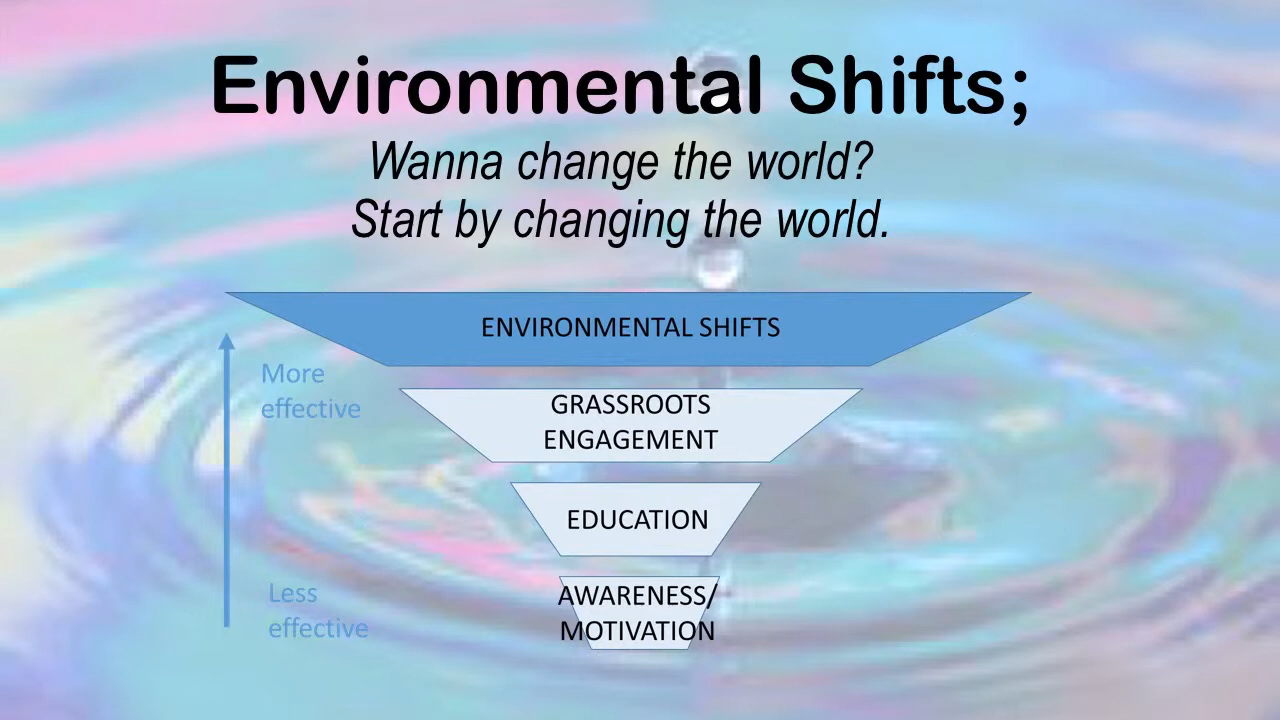 Environmental Shifts;
Wanna change the world?
Start by changing the world.
ENVIRONMENTAL SHIFTS
More
effective
GRASSROOTS
ENGAGEMENT
EDUCATION
Less
effective
AWARENESS/
MOTIVATION